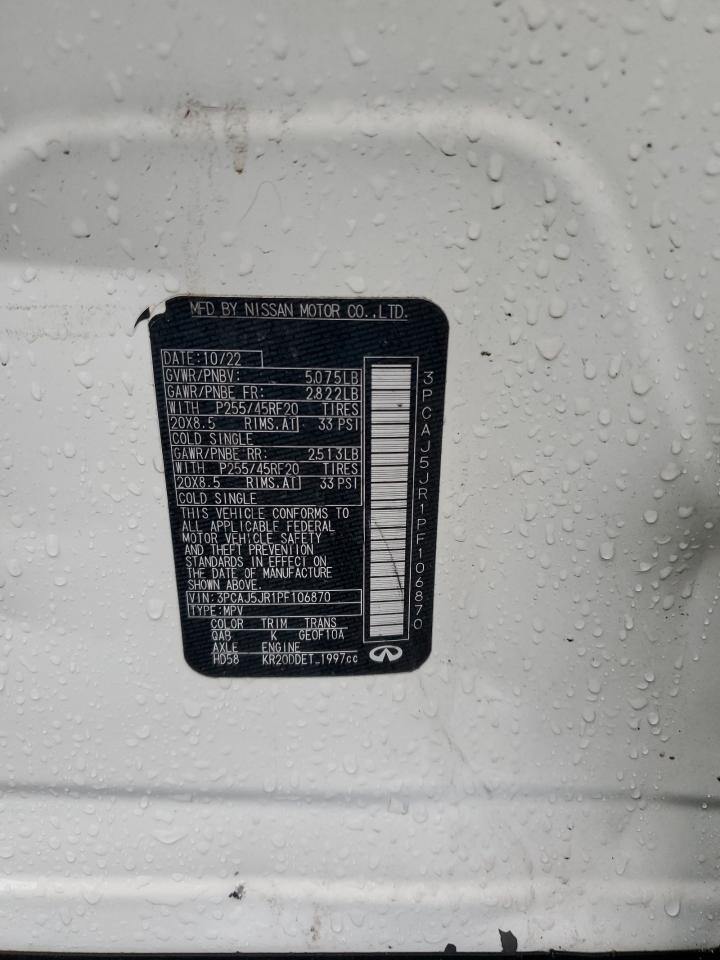 MFD BY NISSAN MOTOR CO.,LTD.
DATE:10/22
GVWR/PNBV: 5,075LB
GAWR/PNBE FR: 2,822LB
WITH P255/45RF20 TIRES
20X8.5 RIMS.AT 33 PSI
COLD SINGLE
GAWR/PNBE RR: 2,513LB
WITH P255/45RF20 TIRES
20X8.5 RIMS.AT 33 PSI
COLD SINGLE
THIS VEHICLE CONFORMS TO
ALL APPLICABLE FEDERAL
MOTOR VEHICLE SAFETY
AND THEFT PREVENTION
STANDARDS IN EFFECT ON
THE DATE OF MANUFACTURE
SHOWN ABOVE.
VIN:3PCAJ5JR1PF106870
TYPE:MPV
COLOR TRIM TRANS
QAB K GE0F10A
AXLE ENGINE
HD58 KR20DDET 1997cc
3PCAJ5JR1PF106870